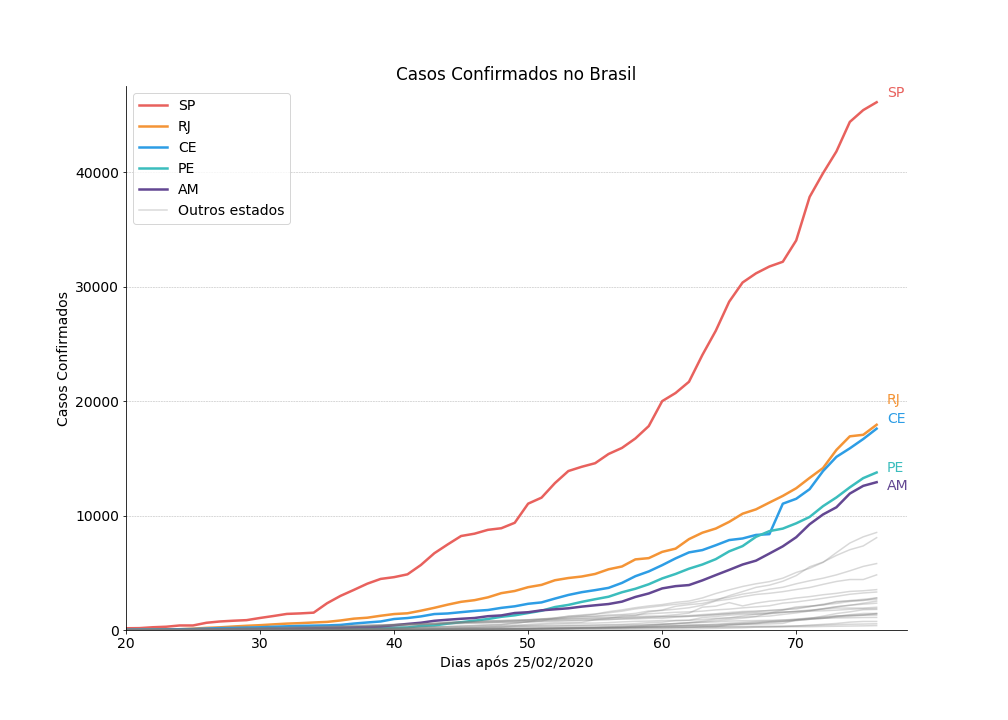 Casos Confirmados no Brasil
SP
RJ
CE
PE
AM
Outros estados
Casos Confirmados
40000
30000
20000
10000
0
SP
RJ
CE
PE
AM
20
30
40
50
60
70
Dias após 25/02/2020